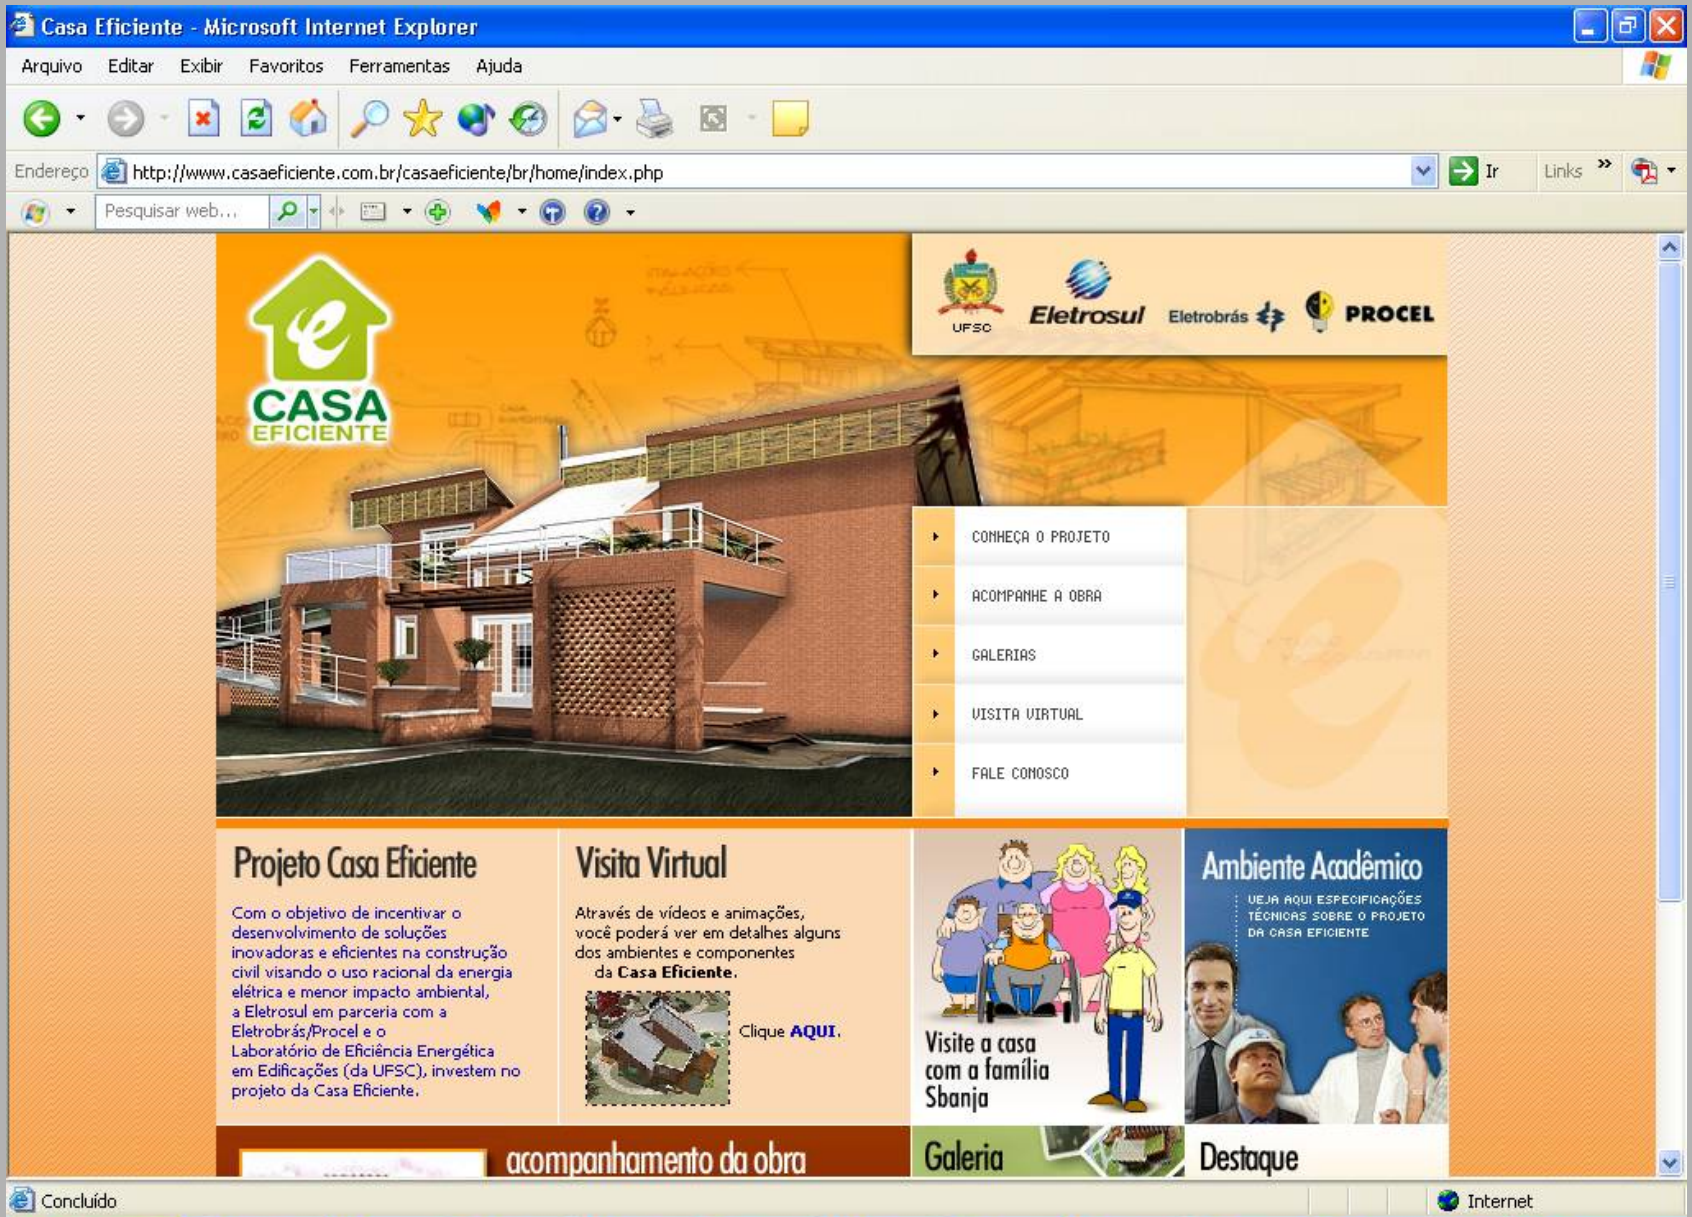 Casa Eficiente - Microsoft Internet Explorer
Arquivo Editar Exibir Favoritos Ferramentas Ajuda
Endereço http://www.casaeficiente.com.br/casaeficiente/br/home/index.php Ir Links »
Pesquisar web...
CASA
EFICIENTE
UFSC
Eletrosul
Eletrobrás
PROCEL
CONHEÇA O PROJETO
ACOMPANHE A OBRA
GALERIAS
VISITA VIRTUAL
FALE CONOSCO
Projeto Casa Eficiente
Com o objetivo de incentivar o
desenvolvimento de soluções
inovadoras e eficientes na construção
civil visando o uso racional da energia
elétrica e menor impacto ambiental,
a Eletrosul em parceria com a
Eletrobrás/Procel e o
Laboratório de Eficiência Energética
em Edificações (da UFSC), investem no
projeto da Casa Eficiente.
Visita Virtual
Através de vídeos e animações,
você poderá ver em detalhes alguns
dos ambientes e componentes
da Casa Eficiente.
Clique AQUI.
Visite a casa
com a família
Sbanja
Ambiente Acadêmico
VEJA AQUI ESPECIFICAÇÕES
TÉCNICAS SOBRE O PROJETO
DA CASA EFICIENTE
acompanhamento da obra
Galeria
Destaque
Concluído
Internet